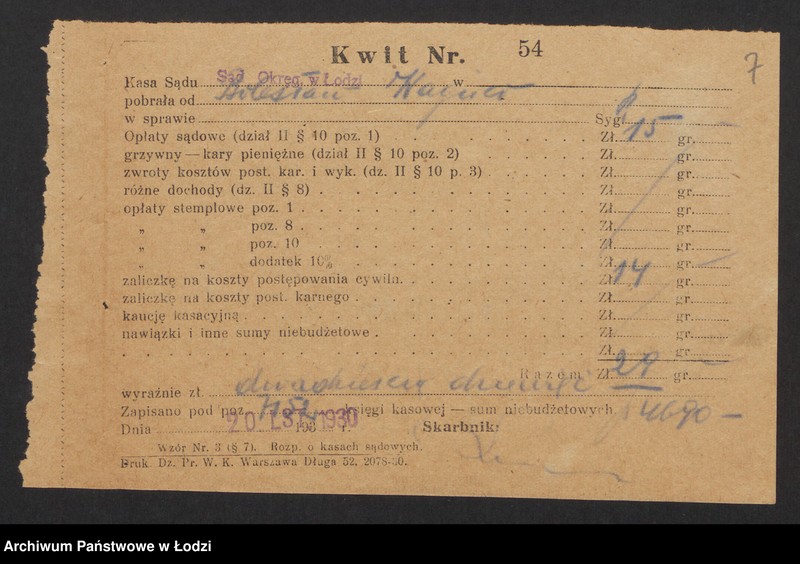 Kwit Nr. 54
7
Kasa Sądu Sąd Okręg. w Łodzi w
pobrała od Bolesław
w sprawie Sygn.
Opłaty sądowe (dział II § 10 poz. 1) . . . Zł. 15 gr. —
grzywny — kary pieniężne (dział II § 10 poz. 2) Zł. gr.
zwroty kosztów post. kar. i wyk. (dz. II § 10 p. 3) . Zł. gr.
różne dochody (dz. II § 8) . . . Zł. gr.
opłaty stemplowe poz. 1 . . . Zł. gr.
„ „ poz. 8 . . . Zł. gr.
„ „ poz. 10 . . . Zł. gr.
„ „ dodatek 10% . . . Zł. gr.
zaliczkę na koszty postępowania cywiln. . . . Zł. 14 gr. —
zaliczkę na koszty post. karnego . . . Zł. gr.
kaucję kasacyjną . . . Zł. gr.
nawiązki i inne sumy niebudżetowe . . . Zł. gr.
. . . Zł. gr.
Razem Zł. 29 gr. —
wyraźnie zł. dwadzieścia dziewięć
Zapisano pod poz. księgi kasowej — sum niebudżetowych 4690 —
Dnia 20 LIST 1930 193 r. Skarbnik:
Wzór Nr. 3 (§ 7). Rozp. o kasach sądowych.
Druk. Dz. Pr. W. K. Warszawa Długa 52. 2078-30.
Archiwum Państwowe w Łodzi